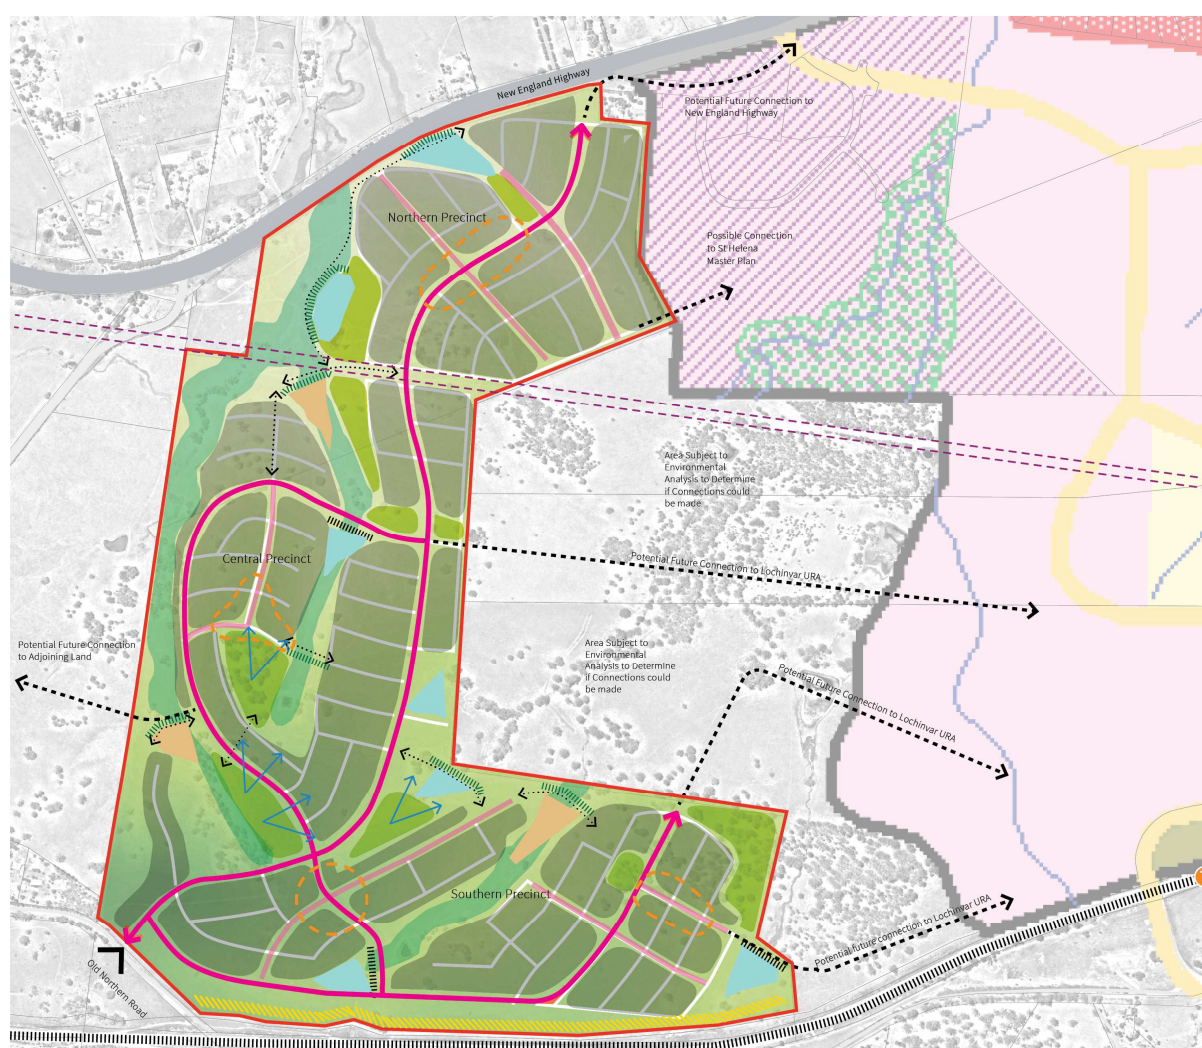 New England Highway
Potential Future Connection to
New England Highway
Northern Precinct
Possible Connection
to St Helena
Master Plan
Area Subject to
Environmental
Analysis to Determine
if Connections could
be made
Central Precinct
Potential Future Connection to Lochinvar URA
Potential Future Connection
to Adjoining Land
Area Subject to
Environmental
Analysis to Determine
if Connections could
be made
Potential Future Connection to Lochinvar URA
Southern Precinct
Potential future connection to Lochinvar URA
Old Northern Road